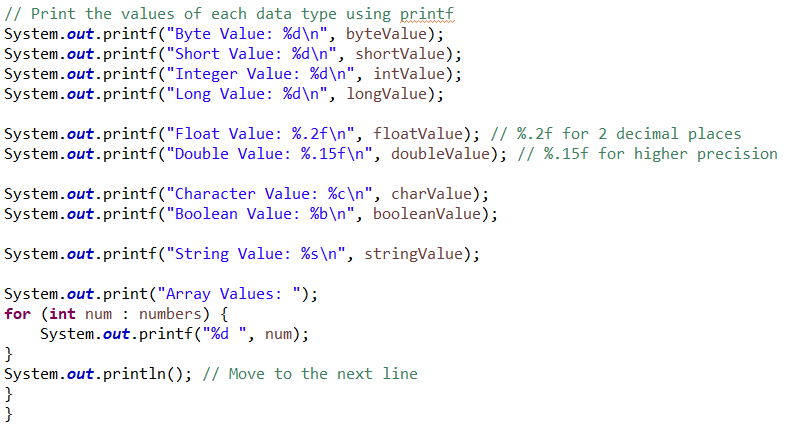 // Print the values of each data type using printf
System.out.printf("Byte Value: %d\n", byteValue);
System.out.printf("Short Value: %d\n", shortValue);
System.out.printf("Integer Value: %d\n", intValue);
System.out.printf("Long Value: %d\n", longValue);
System.out.printf("Float Value: %.2f\n", floatValue); // %.2f for 2 decimal places
System.out.printf("Double Value: %.15f\n", doubleValue); // %.15f for higher precision
System.out.printf("Character Value: %c\n", charValue);
System.out.printf("Boolean Value: %b\n", booleanValue);
System.out.printf("String Value: %s\n", stringValue);
System.out.print("Array Values: ");
for (int num : numbers) {
    System.out.printf("%d ", num);
}
System.out.println(); // Move to the next line
}
}